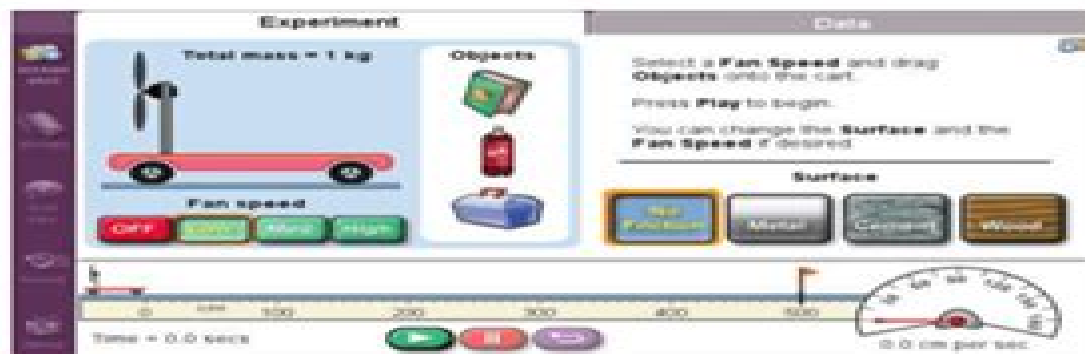 Experiment
Data
Total mass = 1 kg
Objects
Select a Fan Speed and drag
Objects onto the cart.
Press Play to begin.
You can change the Surface and the
Fan Speed if desired.
Surface
No
Friction
Metal
Cement
Wood
Fan speed
OFF
Low
Med
High
0
100
200
300
400
500
Time = 0.0 secs
0.0 cm per sec